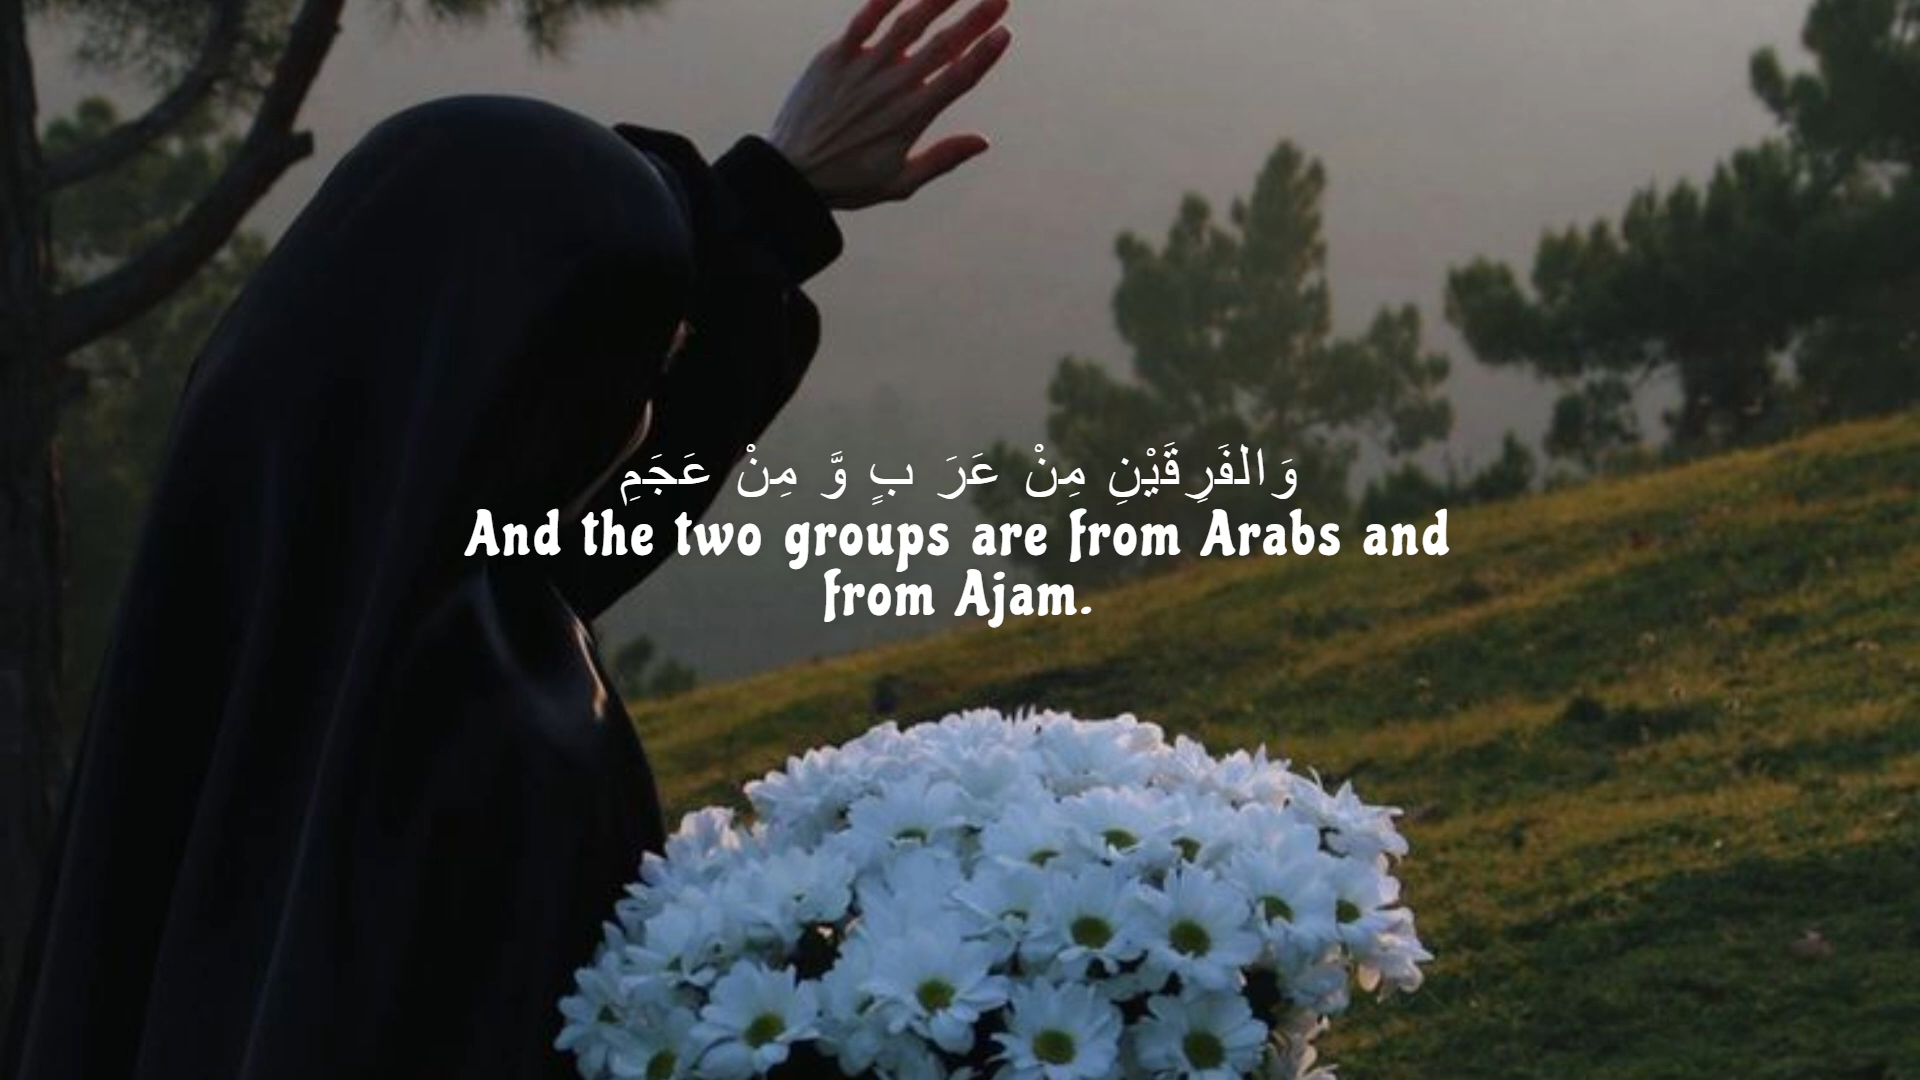 وَالفَرِقَيْنِ مِنْ عَرَ بٍ وَّ مِنْ عَجَمِ
And the two groups are from Arabs and
from Ajam.